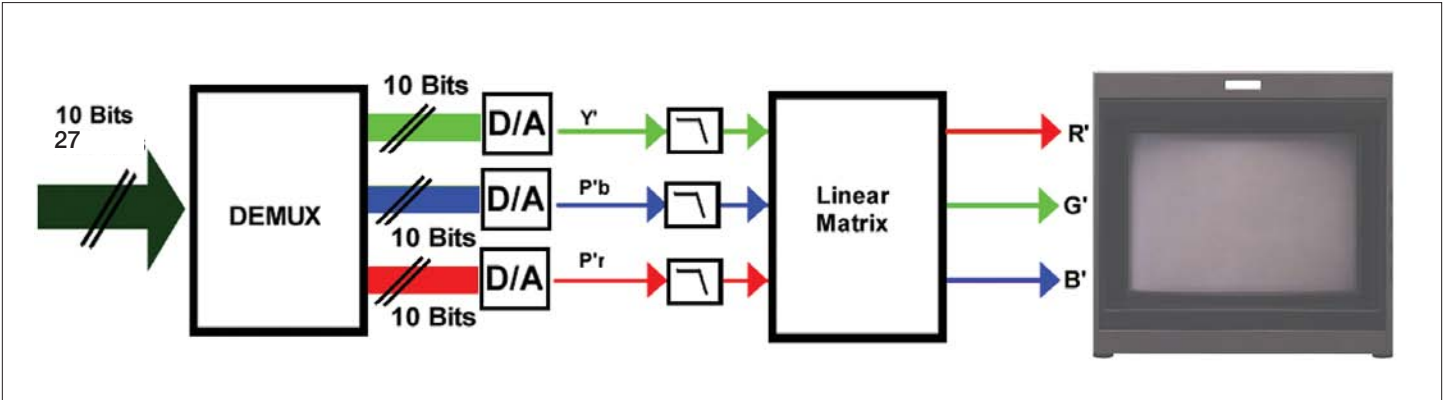 10 Bits
27
DEMUX
10 Bits
D/A
Y'
10 Bits
D/A
P'b
10 Bits
D/A
P'r
Linear
Matrix
R'
G'
B'